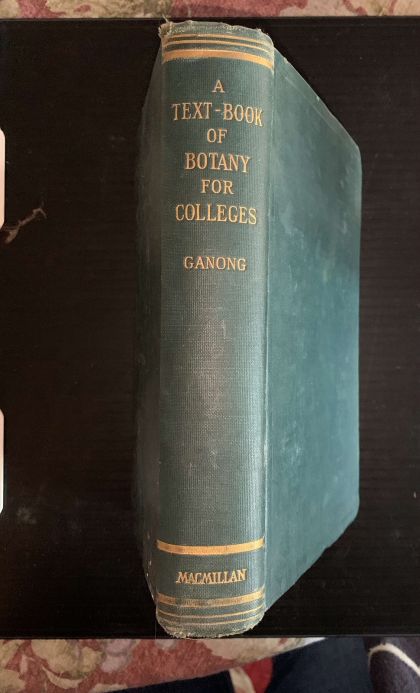 A
TEXT-BOOK
OF
BOTANY
FOR
COLLEGES
GANONG
MACMILLAN